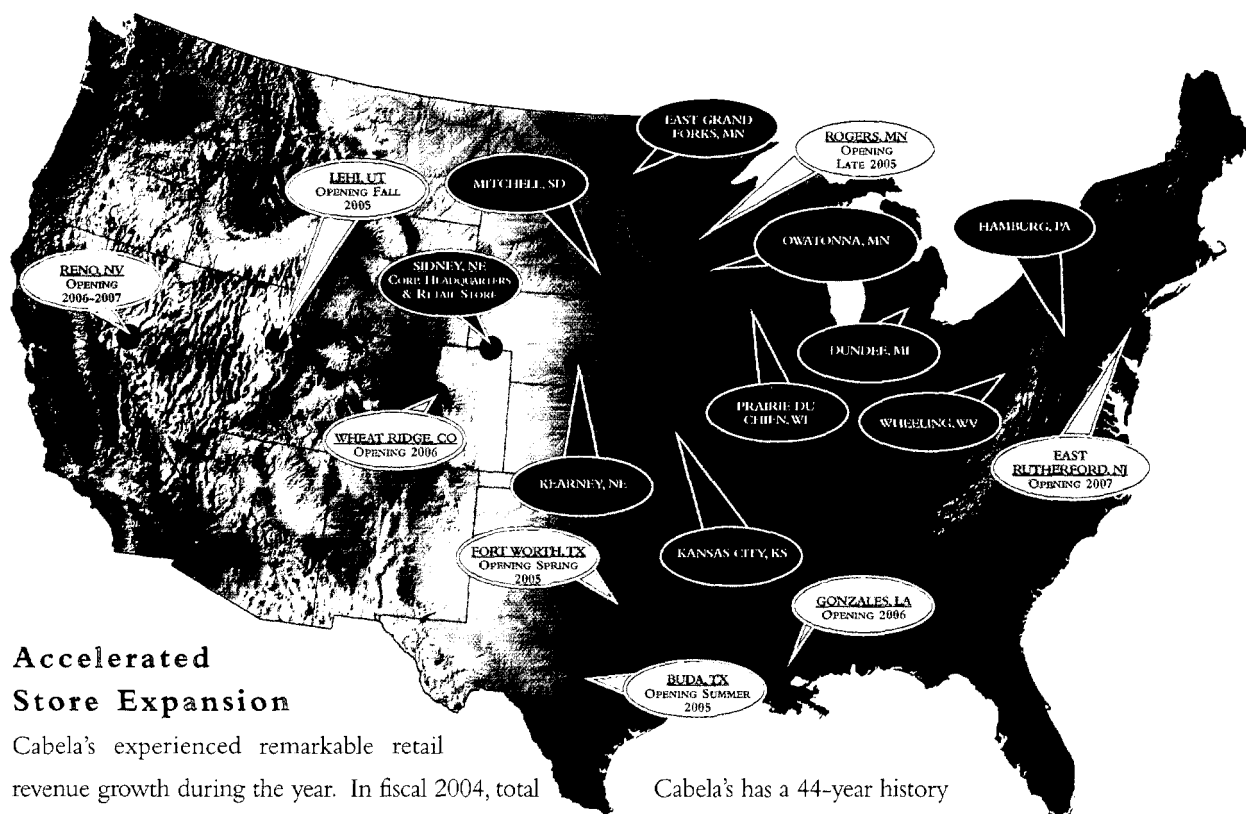 EAST GRAND
FORKS, MN
ROGERS, MN
OPENING
LATE 2005
LEHI, UT
OPENING FALL
2005
MITCHELL, SD
HAMBURG, PA
OWATONNA, MN
RENO, NV
OPENING
2006-2007
SIDNEY, NE
CORP. HEADQUARTERS
& RETAIL STORE
DUNDEE, MI
PRAIRIE DU
CHIEN, WI
WHEELING, WV
WHEAT RIDGE, CO
OPENING 2006
EAST
RUTHERFORD, NJ
OPENING 2007
KEARNEY, NE
FORT WORTH, TX
OPENING SPRING
2005
KANSAS CITY, KS
GONZALES, LA
OPENING 2006
BUDA, TX
OPENING SUMMER
2005
Accelerated
Store Expansion
Cabela's experienced remarkable retail
revenue growth during the year. In fiscal 2004, total
Cabela's has a 44-year history